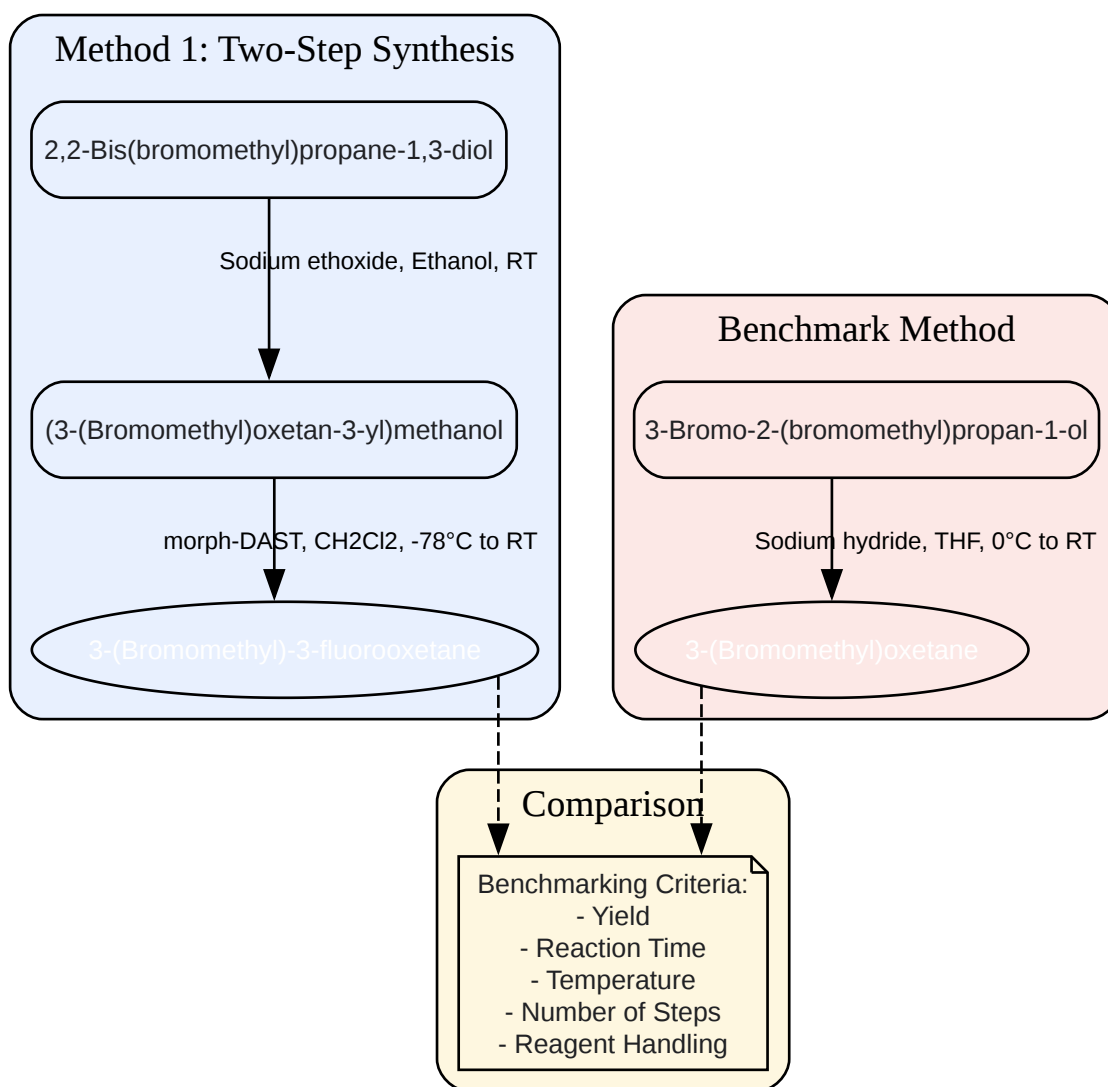 Method 1: Two-Step Synthesis
2,2-Bis(bromomethyl)propane-1,3-diol
Sodium ethoxide, Ethanol, RT
(3-(Bromomethyl)oxetan-3-yl)methanol
morph-DAST, CH2Cl2, -78°C to RT
3-(Bromomethyl)-3-fluorooxetane
Benchmark Method
3-Bromo-2-(bromomethyl)propan-1-ol
Sodium hydride, THF, 0°C to RT
3-(Bromomethyl)oxetane
Comparison
Benchmarking Criteria:
- Yield
- Reaction Time
- Temperature
- Number of Steps
- Reagent Handling